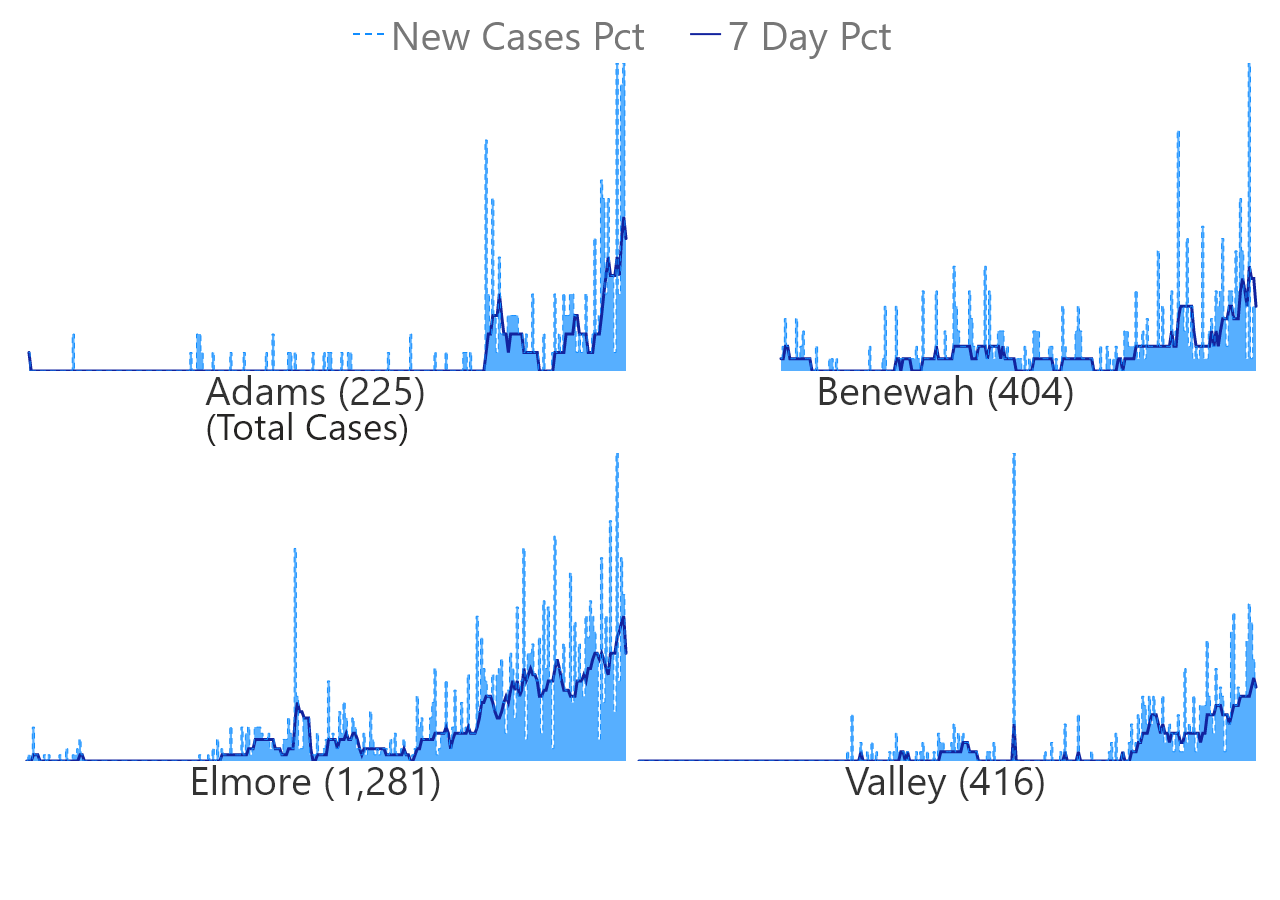 New Cases Pct 7 Day Pct
Adams (225)
(Total Cases)
Benewah (404)
Elmore (1,281)
Valley (416)